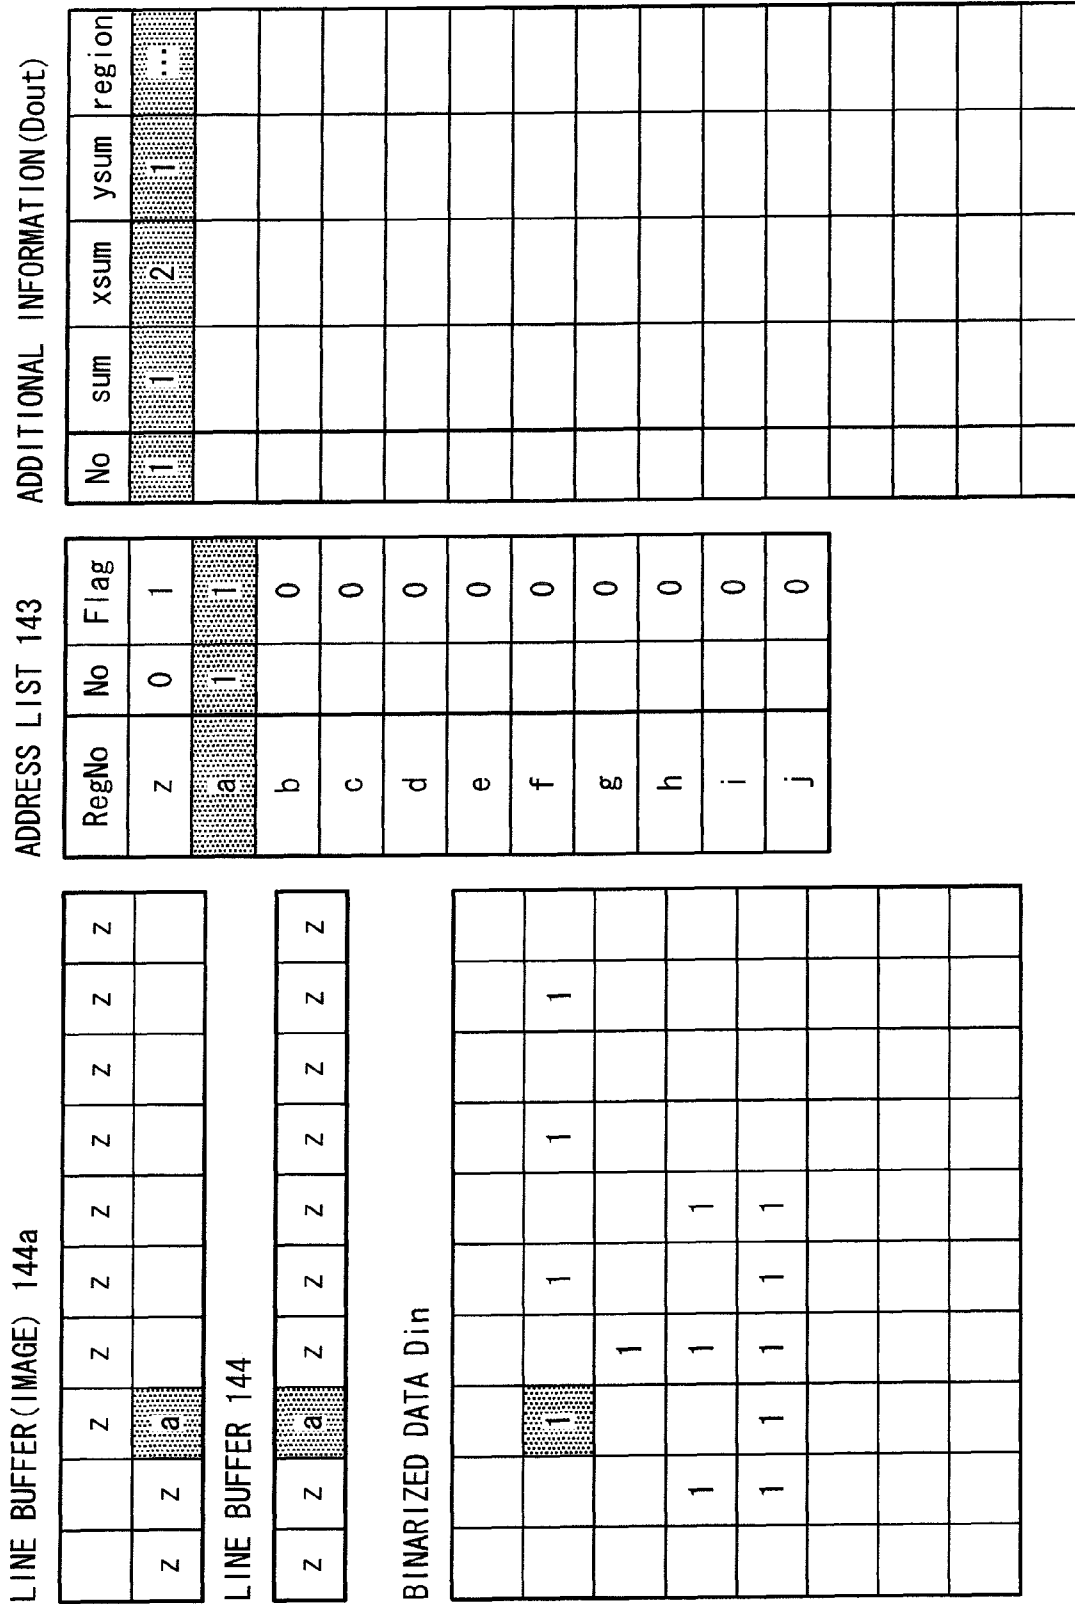 LINE BUFFER(IMAGE) 144a
z z z z z z z z
z z a
LINE BUFFER 144
z z a z z z z z z z
BINARIZED DATA Din
1 1 1 1
1
1 1 1
1 1 1 1 1
ADDRESS LIST 143
RegNo No Flag
z 0 1
a 1 1
b 0
c 0
d 0
e 0
f 0
g 0
h 0
i 0
j 0
ADDITIONAL INFORMATION(Dout)
No sum xsum ysum region
1 1 2 1 ...